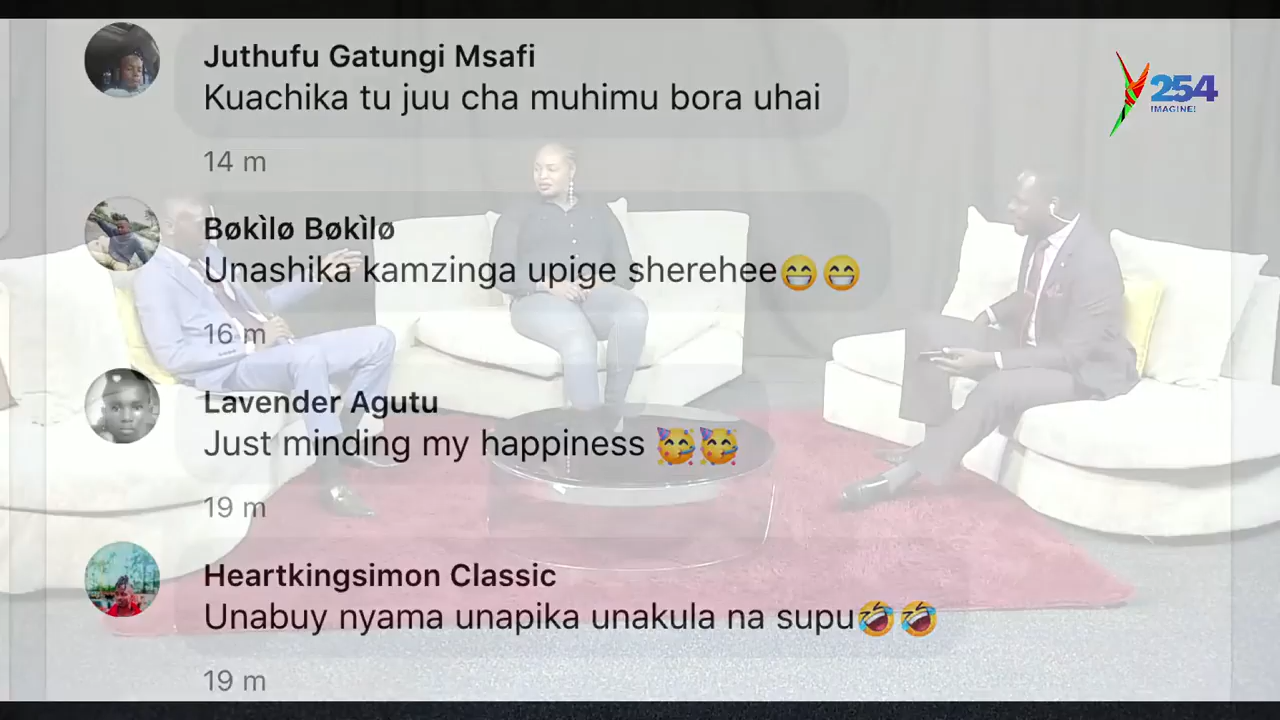 Juthufu Gatungi Msafi
Kuachika tu juu cha muhimu bora uhai
14 m
254
IMAGINE!
Bøkìlø Bøkìlø
Unashika kamzinga upige sherehee😁😁
16 m
Lavender Agutu
Just minding my happiness 🥳🥳
19 m
Heartkingsimon Classic
Unabuy nyama unapika unakula na supu🤣🤣
19 m